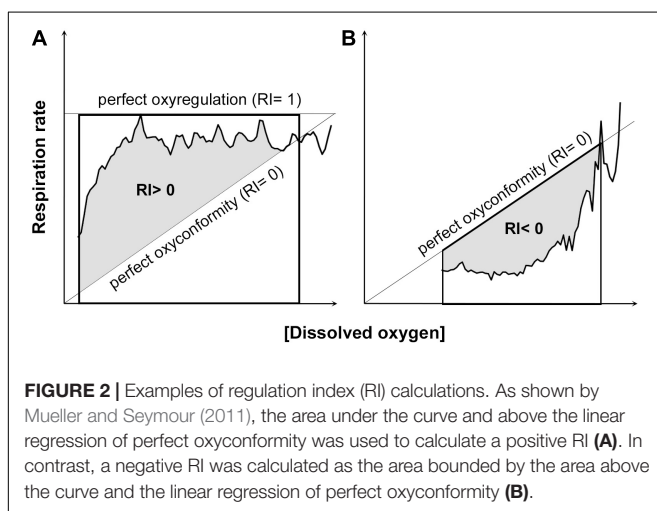 A
B
perfect oxyregulation (RI= 1)
Respiration rate
RI> 0
perfect oxyconformity (RI= 0)
perfect oxyconformity (RI= 0)
RI< 0
[Dissolved oxygen]
FIGURE 2 | Examples of regulation index (RI) calculations. As shown by
Mueller and Seymour (2011), the area under the curve and above the linear
regression of perfect oxyconformity was used to calculate a positive RI (A). In
contrast, a negative RI was calculated as the area bounded by the area above
the curve and the linear regression of perfect oxyconformity (B).